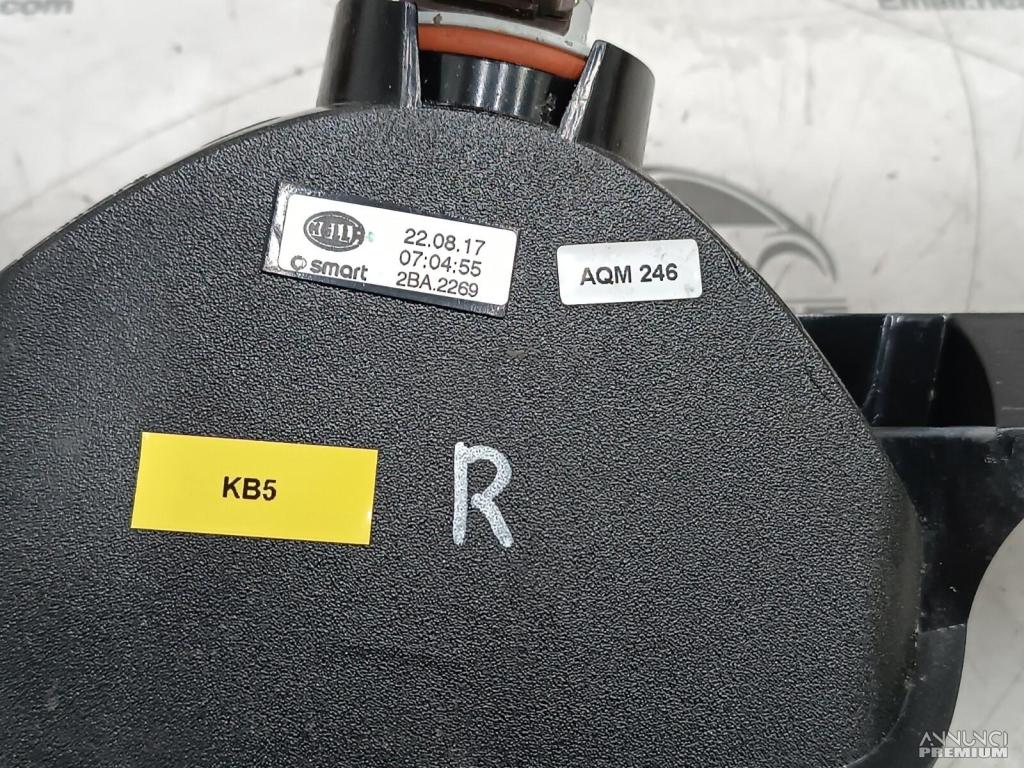 HELLA
22.08.17
07:04:55
smart
2BA.2269
AQM 246
KB5
R
ANNUNCI
PREMIUM